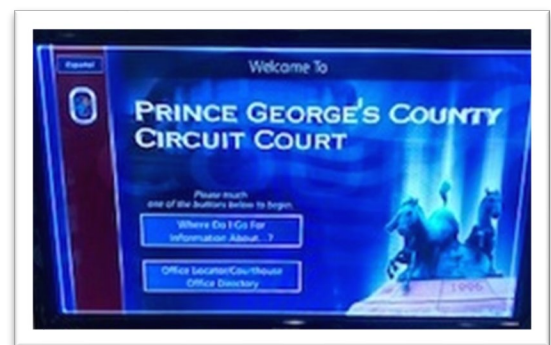 Español
Welcome To
PRINCE GEORGE'S COUNTY
CIRCUIT COURT
Please touch
one of the buttons below to begin.
Where Do I Go For
Information About...?
Office Locator/Courthouse
Office Directory
1996